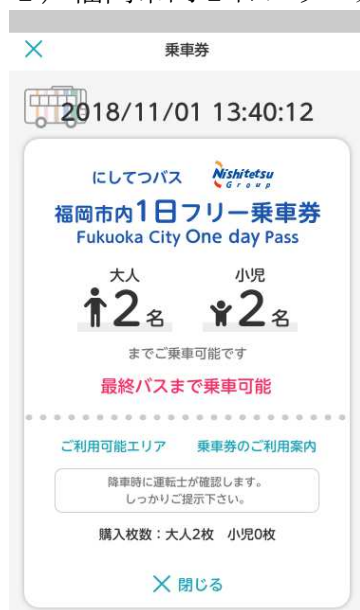 乗車券
2018/11/01 13:40:12
にしてつバス Nishitetsu Group
福岡市内1日フリー乗車券
Fukuoka City One day Pass
大人 小児
2名 2名
までご乗車可能です
最終バスまで乗車可能
ご利用可能エリア 乗車券のご利用案内
降車時に運転士が確認します。
しっかりご提示下さい。
購入枚数：大人2枚 小児0枚
閉じる